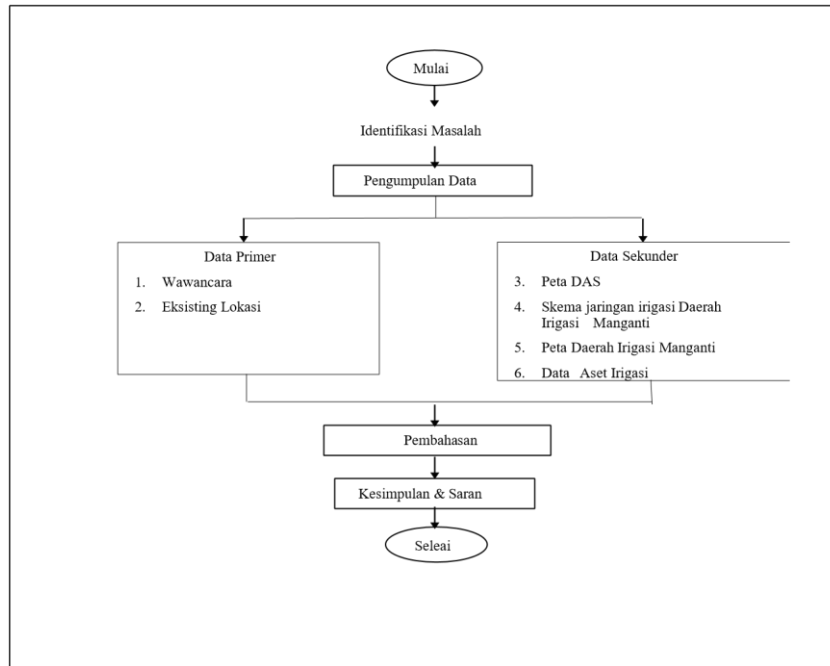 Mulai
Identifikasi Masalah
Pengumpulan Data
Data Primer
1. Wawancara
2. Eksisting Lokasi
Data Sekunder
3. Peta DAS
4. Skema jaringan irigasi Daerah
Irigasi Manganti
5. Peta Daerah Irigasi Manganti
6. Data Aset Irigasi
Pembahasan
Kesimpulan & Saran
Seleai